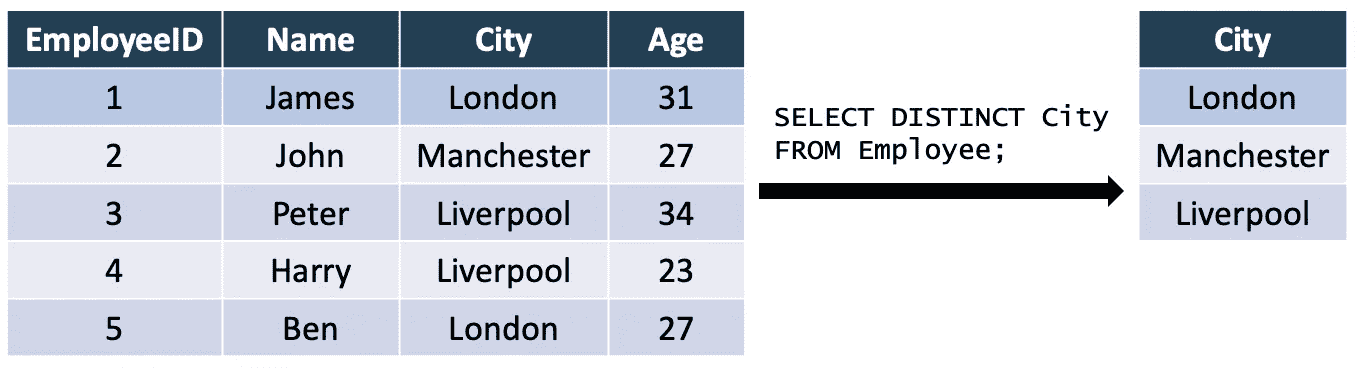 EmployeeID Name City Age
1 James London 31
2 John Manchester 27
3 Peter Liverpool 34
4 Harry Liverpool 23
5 Ben London 27
SELECT DISTINCT City
FROM Employee;
City
London
Manchester
Liverpool